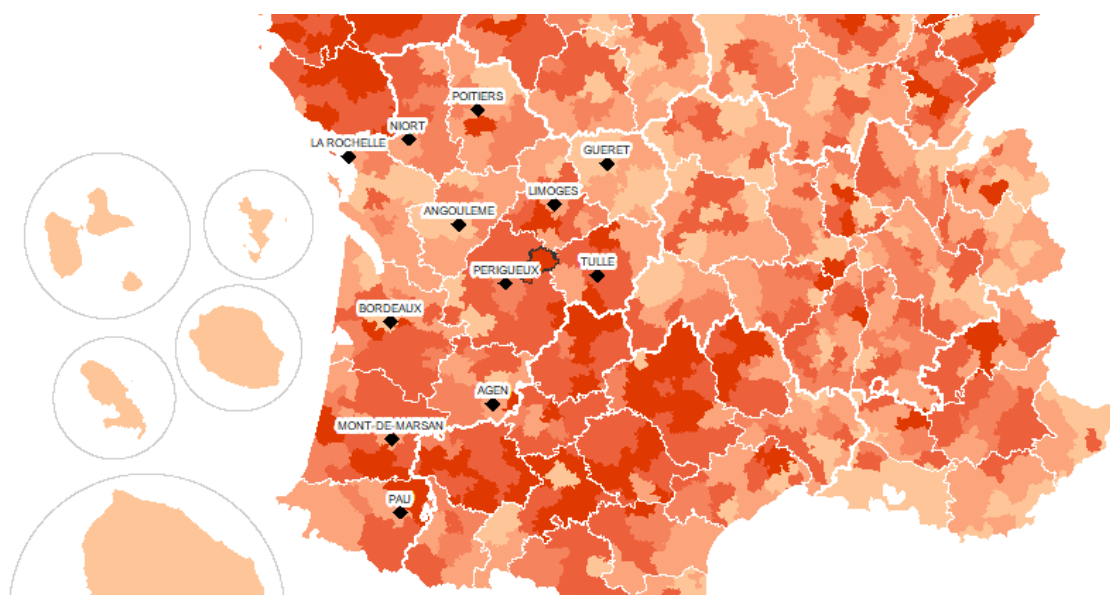 POITIERS
NIORT
LA ROCHELLE
GUERET
LIMOGES
ANGOULEME
TULLE
PERIGUEUX
BORDEAUX
AGEN
MONT-DE-MARSAN
PAU